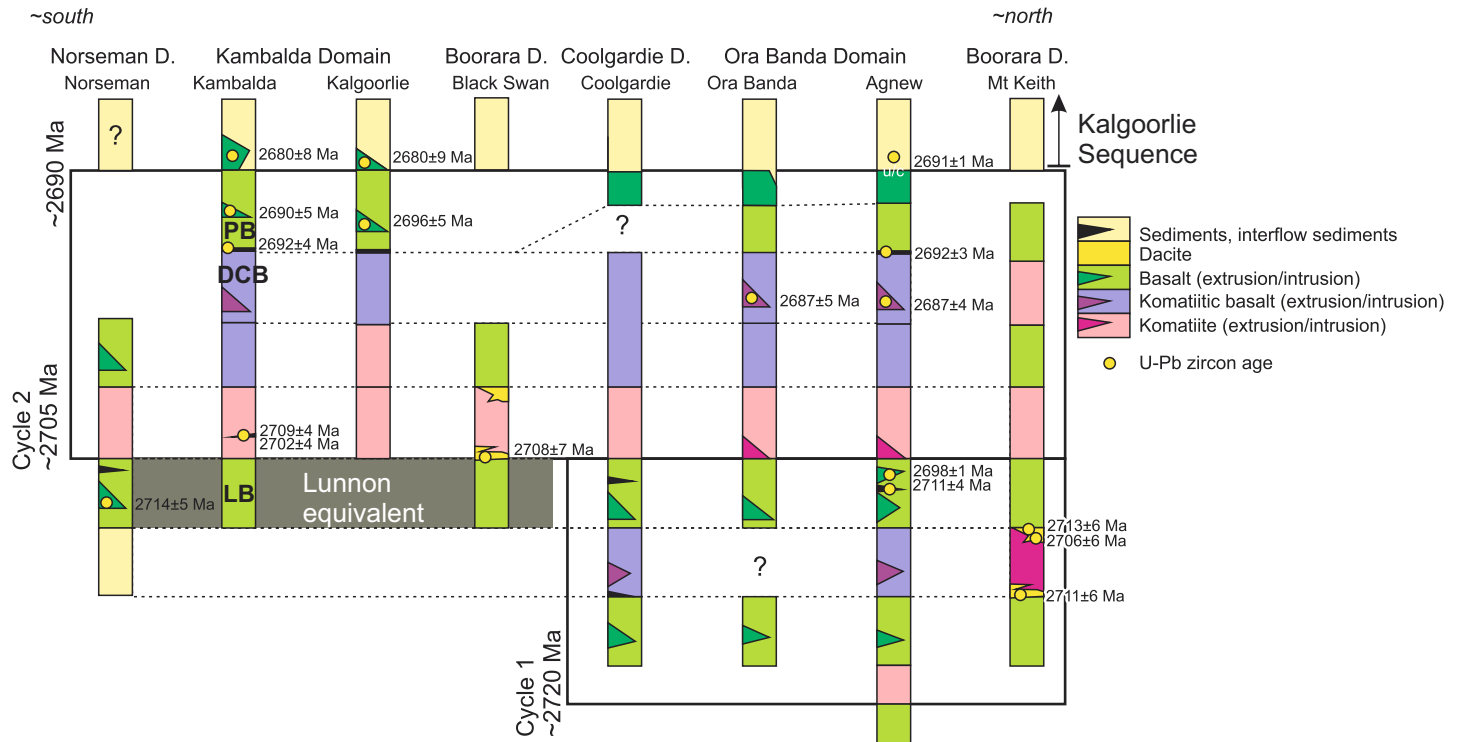 ~south
~north
Norseman D.
Kambalda Domain
Boorara D.
Coolgardie D.
Ora Banda Domain
Boorara D.
Norseman
Kambalda
Kalgoorlie
Black Swan
Coolgardie
Ora Banda
Agnew
Mt Keith
?
Kalgoorlie
Sequence
~2690 Ma
2680±8 Ma
2680±9 Ma
2691±1 Ma
u/c
2690±5 Ma
2696±5 Ma
PB
?
2692±4 Ma
2692±3 Ma
DCB
2687±5 Ma
2687±4 Ma
Sediments, interflow sediments
Dacite
Basalt (extrusion/intrusion)
Komatiitic basalt (extrusion/intrusion)
Komatiite (extrusion/intrusion)
U-Pb zircon age
Cycle 2
~2705 Ma
2709±4 Ma
2702±4 Ma
2708±7 Ma
2698±1 Ma
2711±4 Ma
2714±5 Ma
LB
Lunnon
equivalent
2713±6 Ma
2706±6 Ma
?
2711±6 Ma
Cycle 1
~2720 Ma